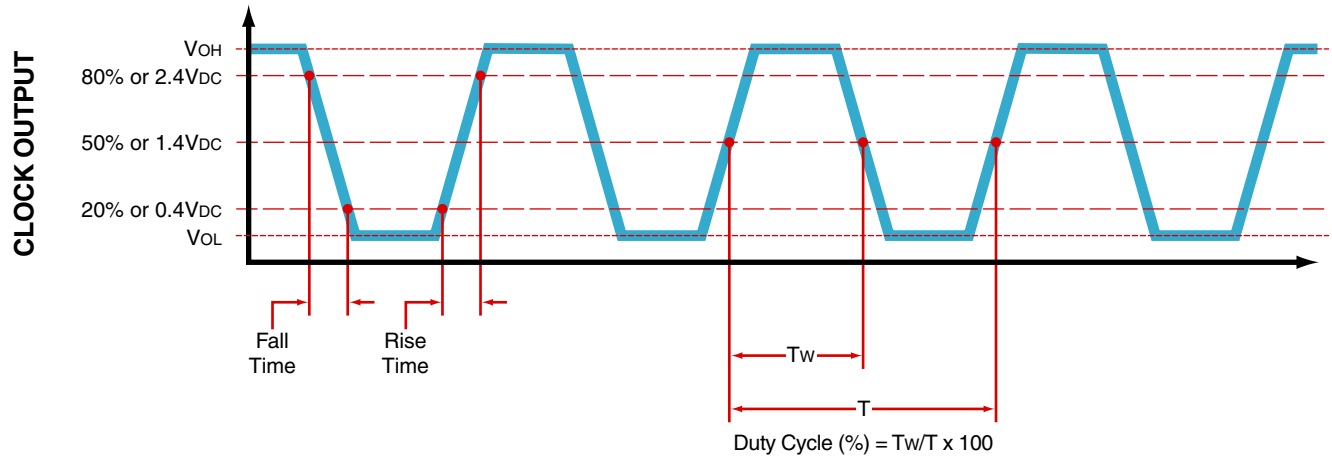 CLOCK OUTPUT
VOH
80% or 2.4VDC
50% or 1.4VDC
20% or 0.4VDC
VOL
Fall
Time
Rise
Time
TW
T
Duty Cycle (%) = TW/T x 100